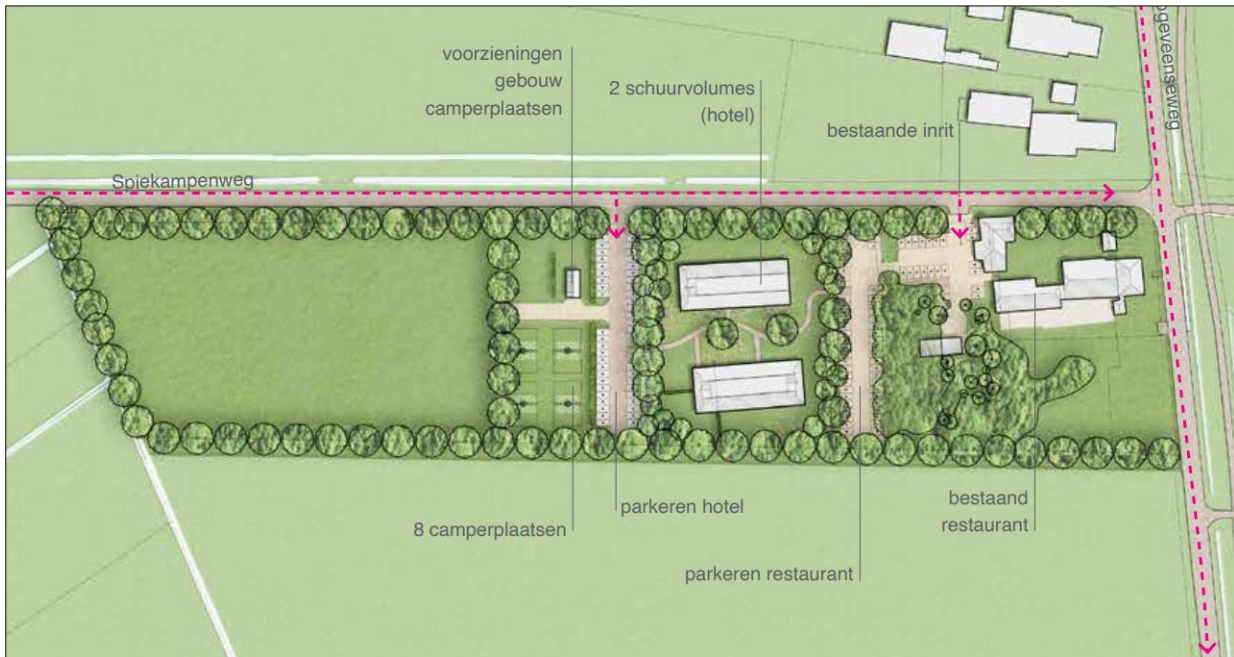 voorzieningen
gebouw
camperplaatsen
2 schuurvolumes
(hotel)
bestaande inrit
Spiekampenweg
8 camperplaatsen
parkeren hotel
parkeren restaurant
bestaand
restaurant